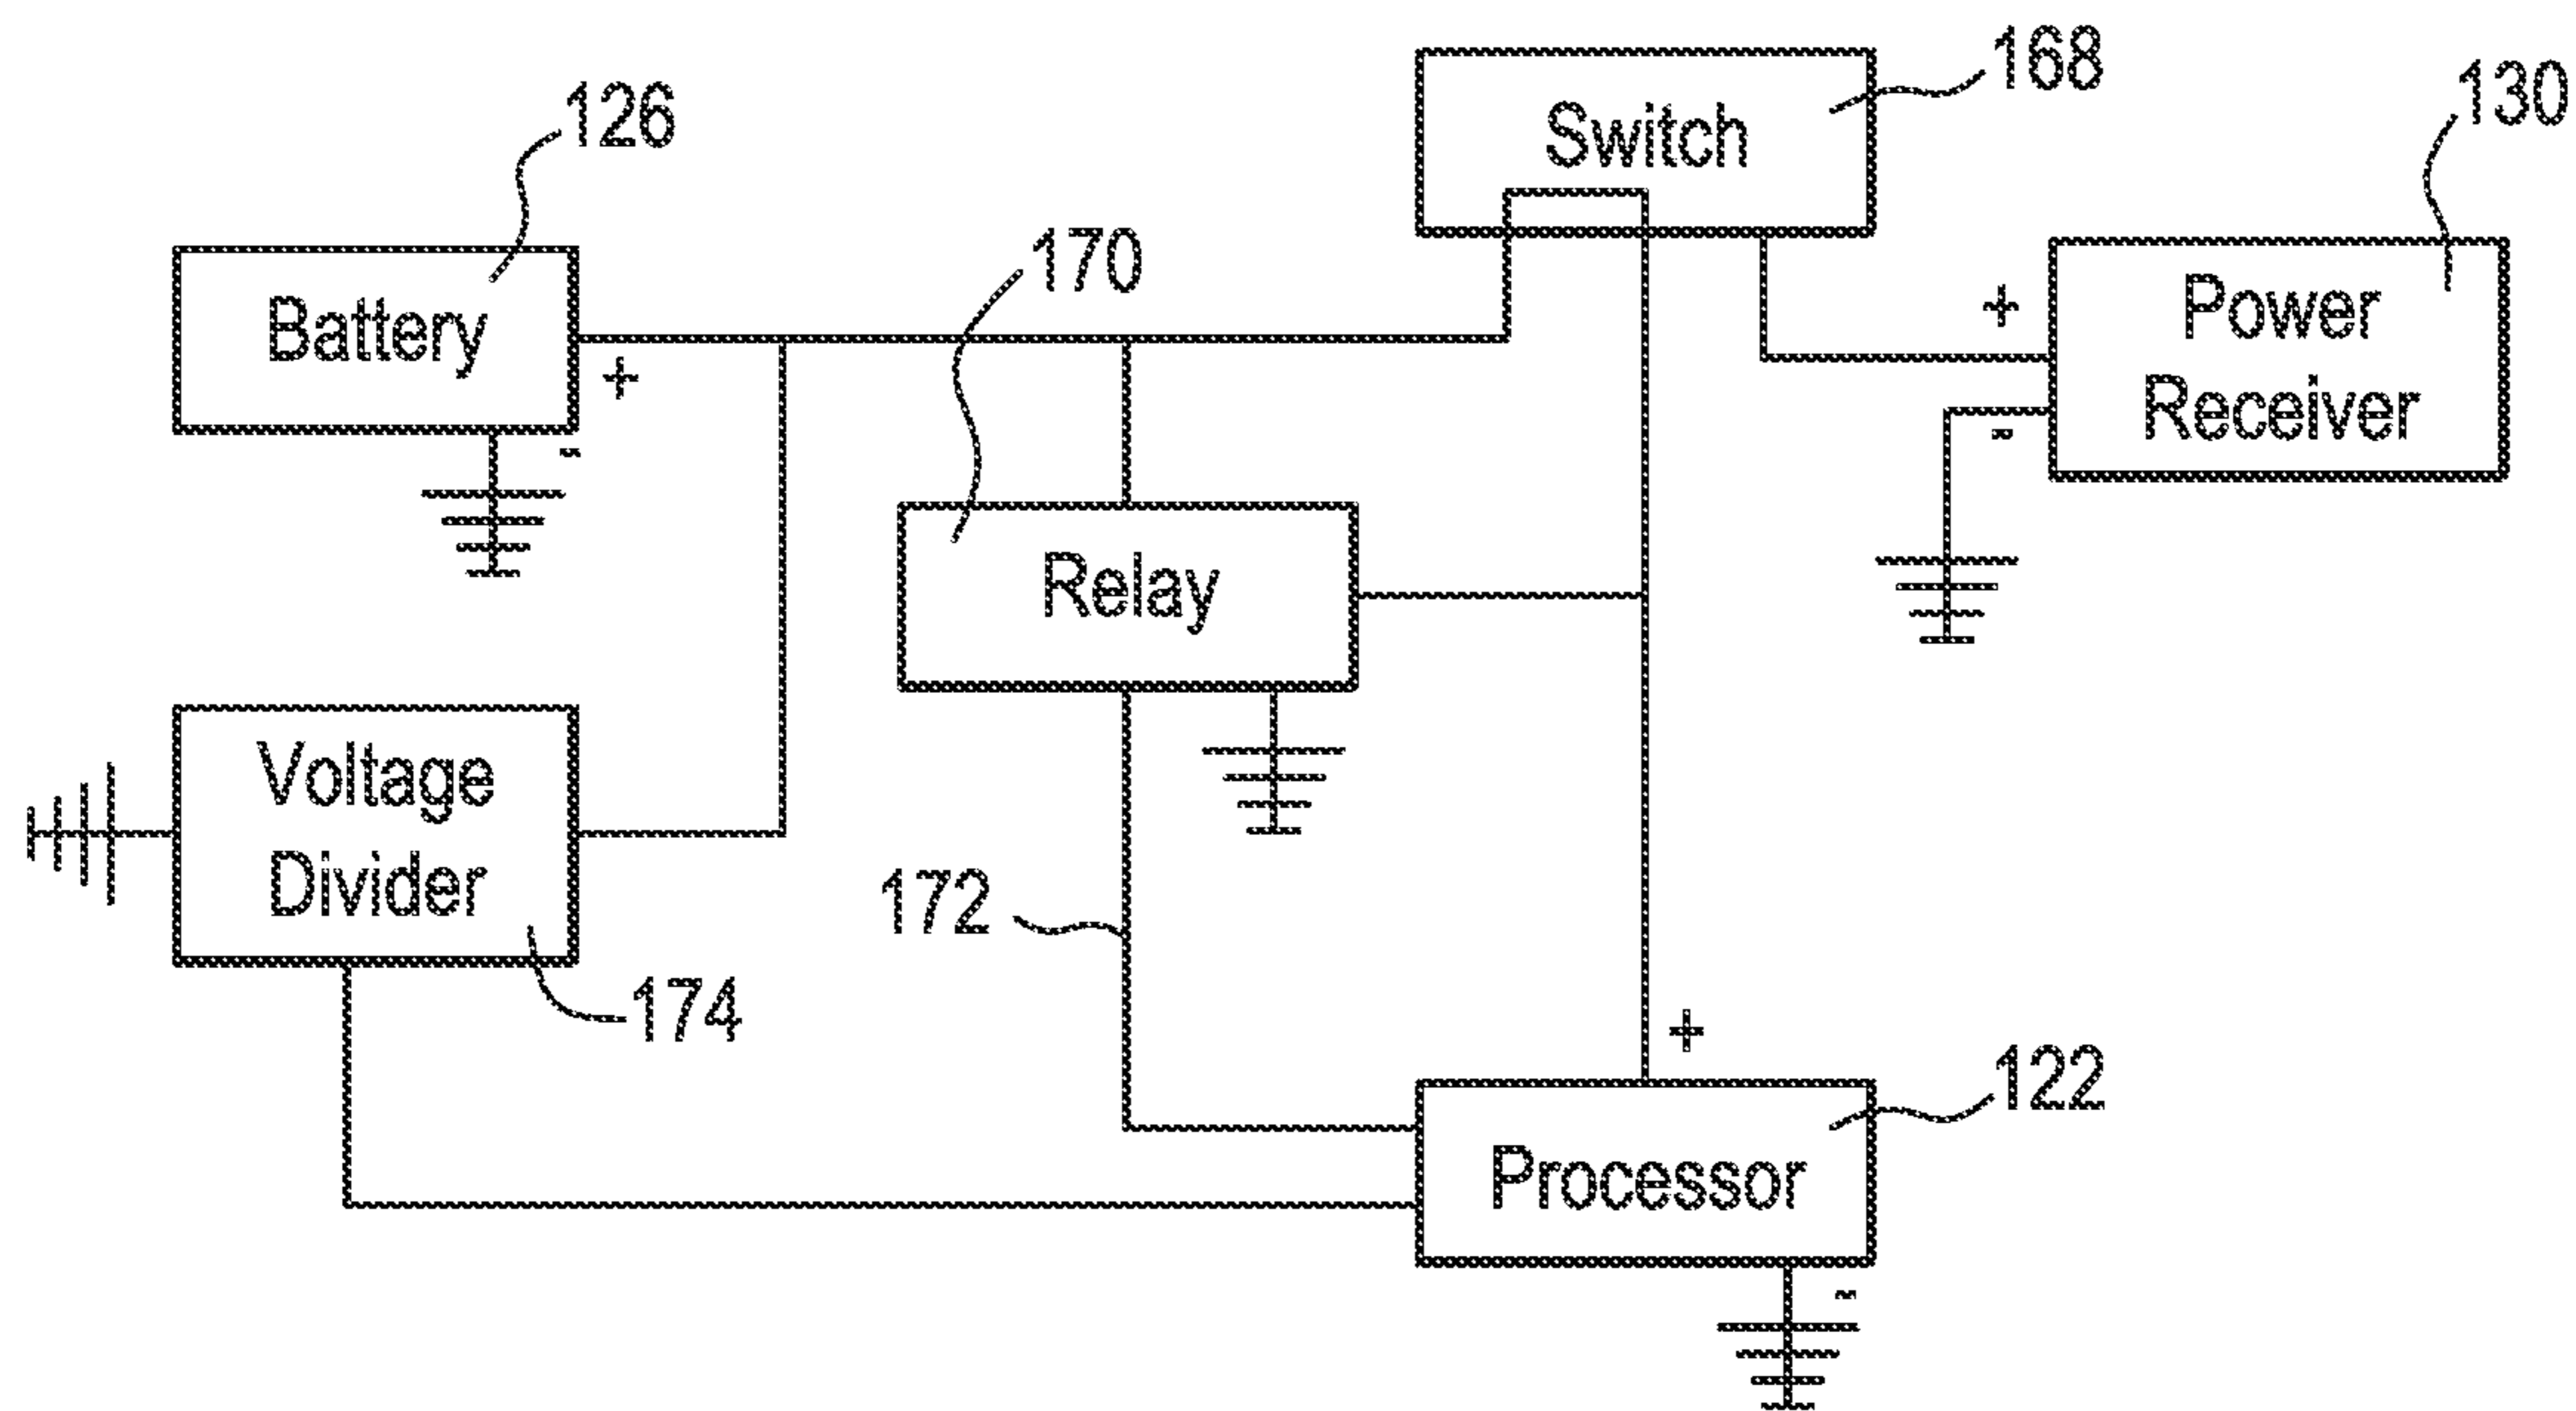 168
130
126
Switch
170
Power
Receiver
+
-
Battery
+
-
Relay
Voltage
Divider
172
174
+
122
Processor
-